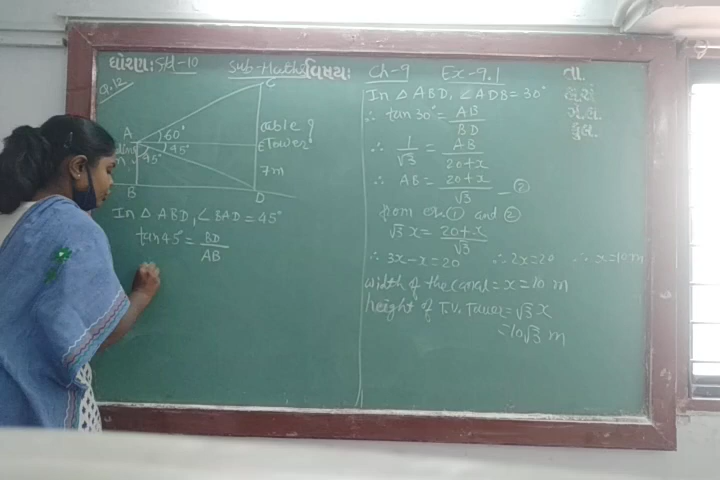 ધોરણ: Std-10 Sub-Maths વિષય: Ch-9 Ex-9.1 તા.
Q.12
C
A 60°
45°
45°
cable
E Tower
7m
B D
In △ ABD, ∠BAD = 45°
tan 45° = BD/AB
In △ ABD, ∠ADB = 30°
∴ tan 30° = AB/BD
∴ 1/√3 = AB/20+x
∴ AB = 20+x/√3 — ②
from en. ① and ②
√3 x = 20+x/√3
∴ 3x-x = 20 ∴ 2x=20 ∴ x=10m
width of the canal = x = 10 m
height of T.V. Tower = √3 x
= 10√3 m